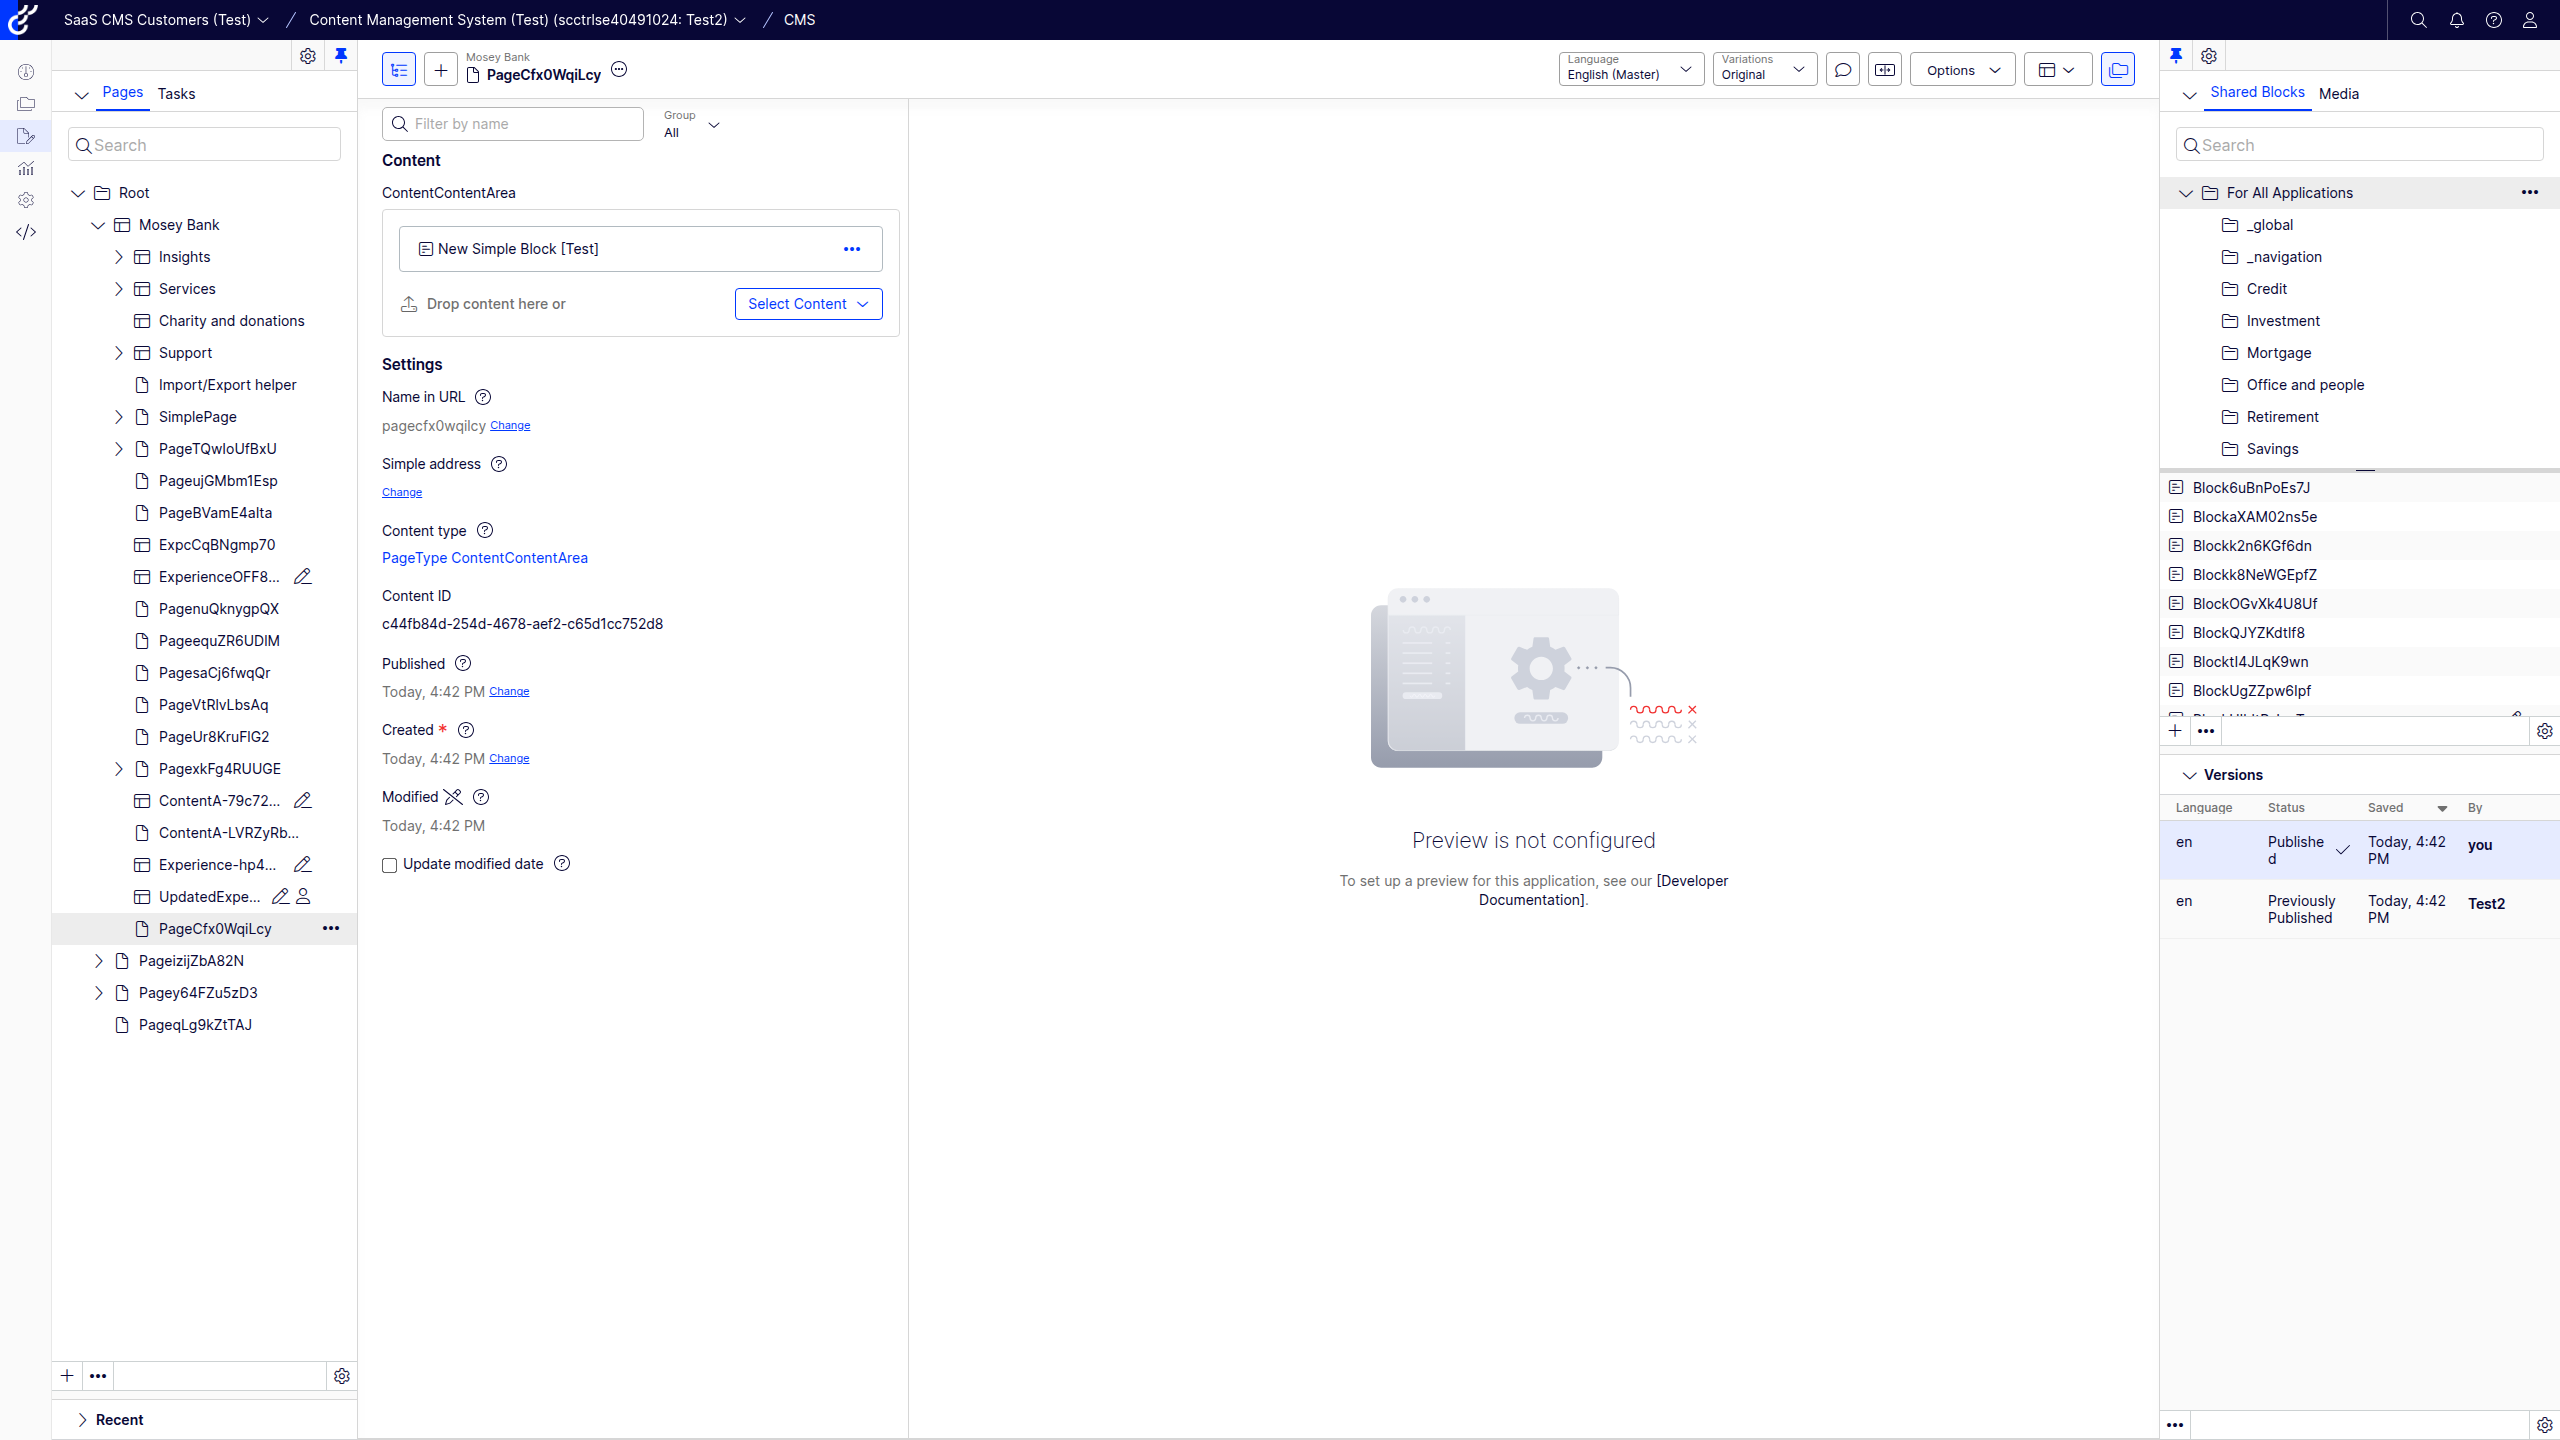 SaaS CMS Customers (Test) / Content Management System (Test) (scctrlse40491024: Test2) / CMS
Pages Tasks
Search
Root
Mosey Bank
Insights
Services
Charity and donations
Support
Import/Export helper
SimplePage
PageTQwIoUfBxU
PageujGMbm1Esp
PageBVamE4aIta
ExpcCqBNgmp70
ExperienceOFF8...
PagenuQknygpQX
PageequZR6UDIM
PagesaCj6fwqQr
PageVtRlvLbsAq
PageUr8KruFIG2
PagexkFg4RUUGE
ContentA-79c72...
ContentA-LVRZyRb...
Experience-hp4...
UpdatedExpe...
PageCfx0WqiLcy
PageizijZbA82N
Pagey64FZu5zD3
PageqLg9kZtTAJ
Recent
Mosey Bank
PageCfx0WqiLcy
Language
English (Master)
Variations
Original
Options
Filter by name
Group
All
Content
ContentContentArea
New Simple Block [Test]
Drop content here or
Select Content
Settings
Name in URL
pagecfx0wqilcy Change
Simple address
Change
Content type
PageType ContentContentArea
Content ID
c44fb84d-254d-4678-aef2-c65d1cc752d8
Published
Today, 4:42 PM Change
Created *
Today, 4:42 PM Change
Modified
Today, 4:42 PM
Update modified date
Preview is not configured
To set up a preview for this application, see our [Developer
Documentation].
Shared Blocks Media
Search
For All Applications
_global
_navigation
Credit
Investment
Mortgage
Office and people
Retirement
Savings
Block6uBnPoEs7J
BlockaXAM02ns5e
Blockk2n6KGf6dn
Blockk8NeWGEpfZ
BlockOGvXk4U8Uf
BlockQJYZKdtIf8
BlocktI4JLqK9wn
BlockUgZZpw6Ipf
Versions
Language Status Saved By
en Publishe
d Today, 4:42
PM you
en Previously
Published Today, 4:42
PM Test2